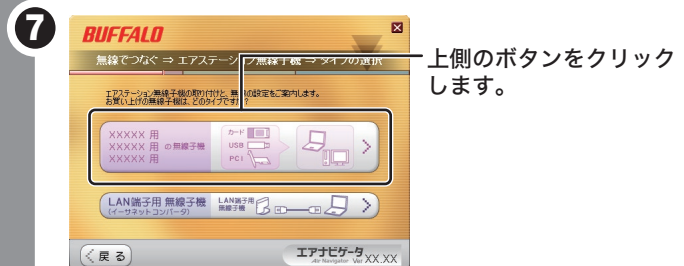 7
BUFFALO
無線でつなぐ ⇒ エアステーション無線子機 ⇒ タイプの選択
上側のボタンをクリック
します。
エアステーション無線子機の取り付けと、無線の設定をご案内します。
お買い上げの無線子機は、どのタイプですか?
XXXXX 用
XXXXX 用 の無線子機
XXXXX 用
カード
USB
PCI
LAN端子用 無線子機
(イーサネットコンバータ)
LAN端子用
無線子機
戻る
エアナビゲータ
Air Navigator Ver XX.XX